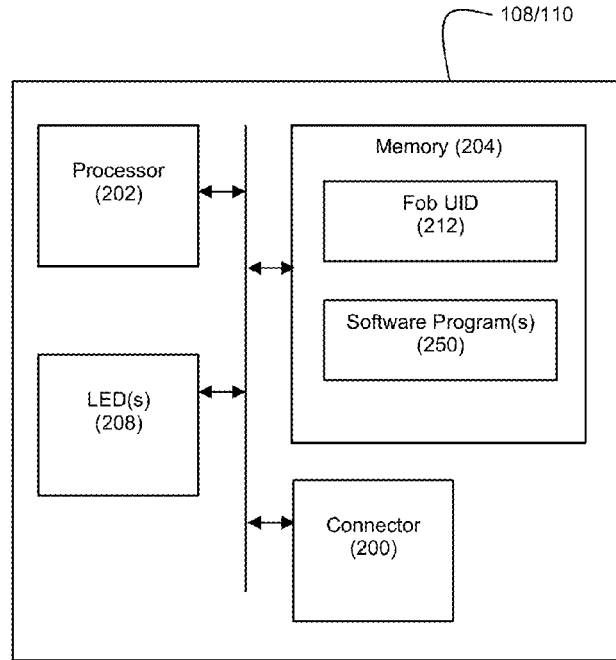 108/110
Processor
(202)
Memory (204)
Fob UID
(212)
Software Program(s)
(250)
LED(s)
(208)
Connector
(200)